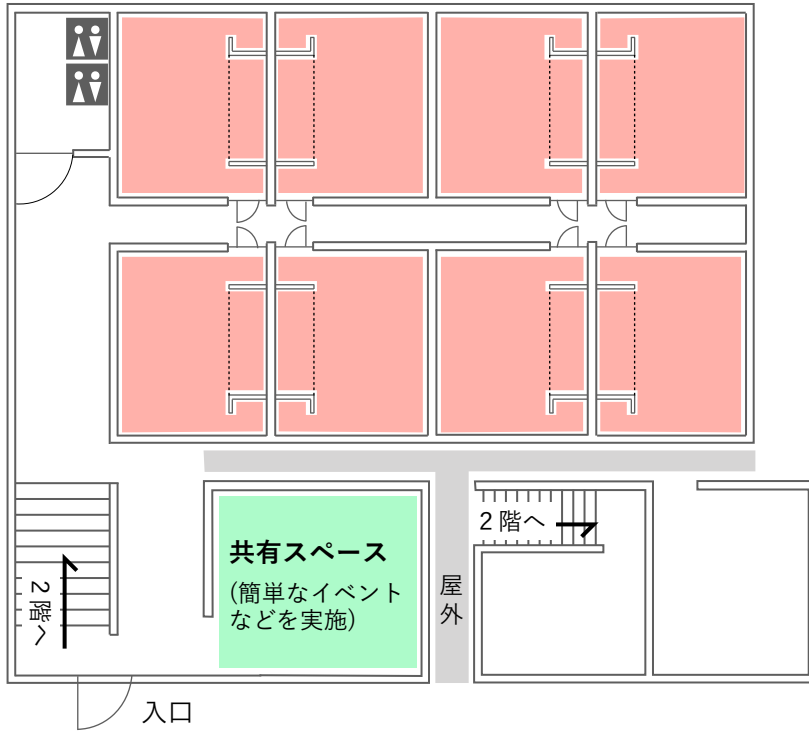 共有スペース
(簡単なイベント
などを実施)
2階へ
屋外
2階へ
入口